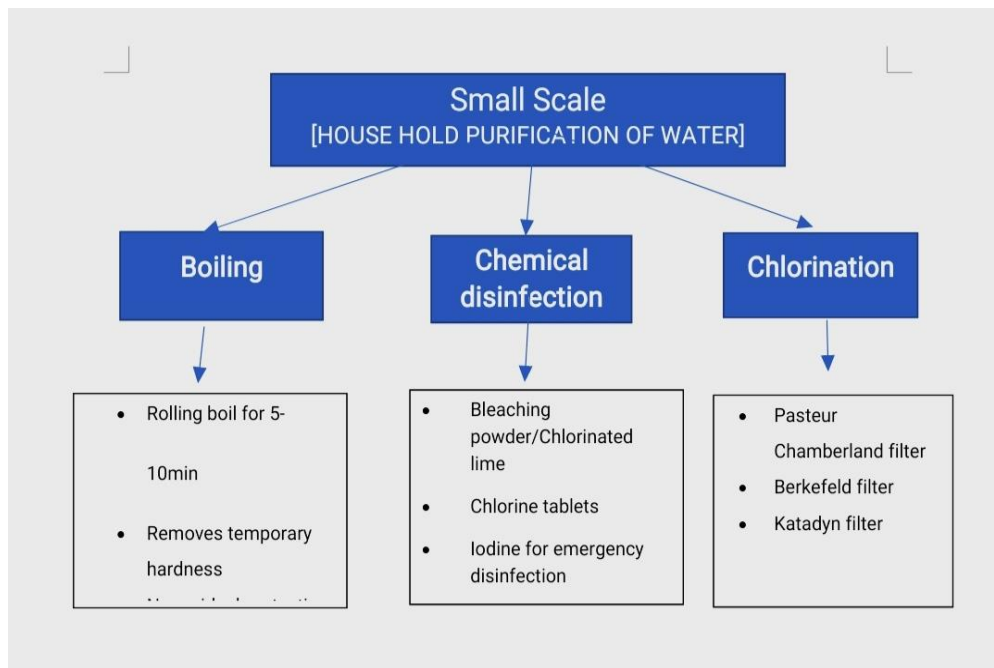 Small Scale
[HOUSE HOLD PURIFICATION OF WATER]
Boiling
Chemical
disinfection
Chlorination
• Rolling boil for 5-
10min
• Removes temporary
hardness
• Bleaching
powder/Chlorinated
lime
• Chlorine tablets
• Iodine for emergency
disinfection
• Pasteur
Chamberland filter
• Berkefeld filter
• Katadyn filter